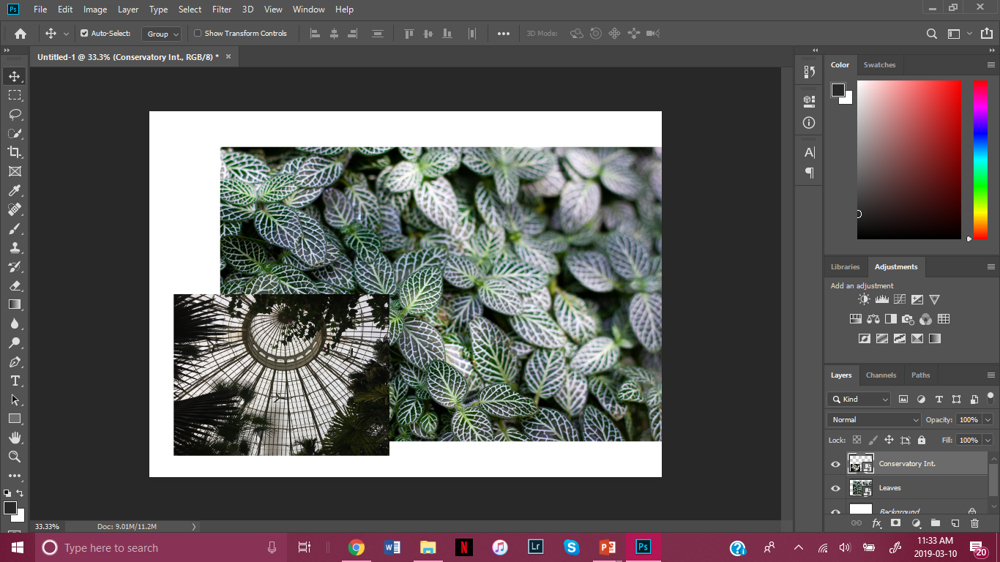 Ps File Edit Image Layer Type Select Filter 3D View Window Help
Auto-Select: Group Show Transform Controls 3D Mode:
Untitled-1 @ 33.3% (Conservatory Int., RGB/8) *
Color Swatches
Libraries Adjustments
Add an adjustment
Layers Channels Paths
Kind
Normal Opacity: 100%
Lock: Fill: 100%
Conservatory Int.
Leaves
Background
33.33% Doc: 9.01M/11.2M
fx
Type here to search
Lr
Ps
11:33 AM
2019-03-10
20